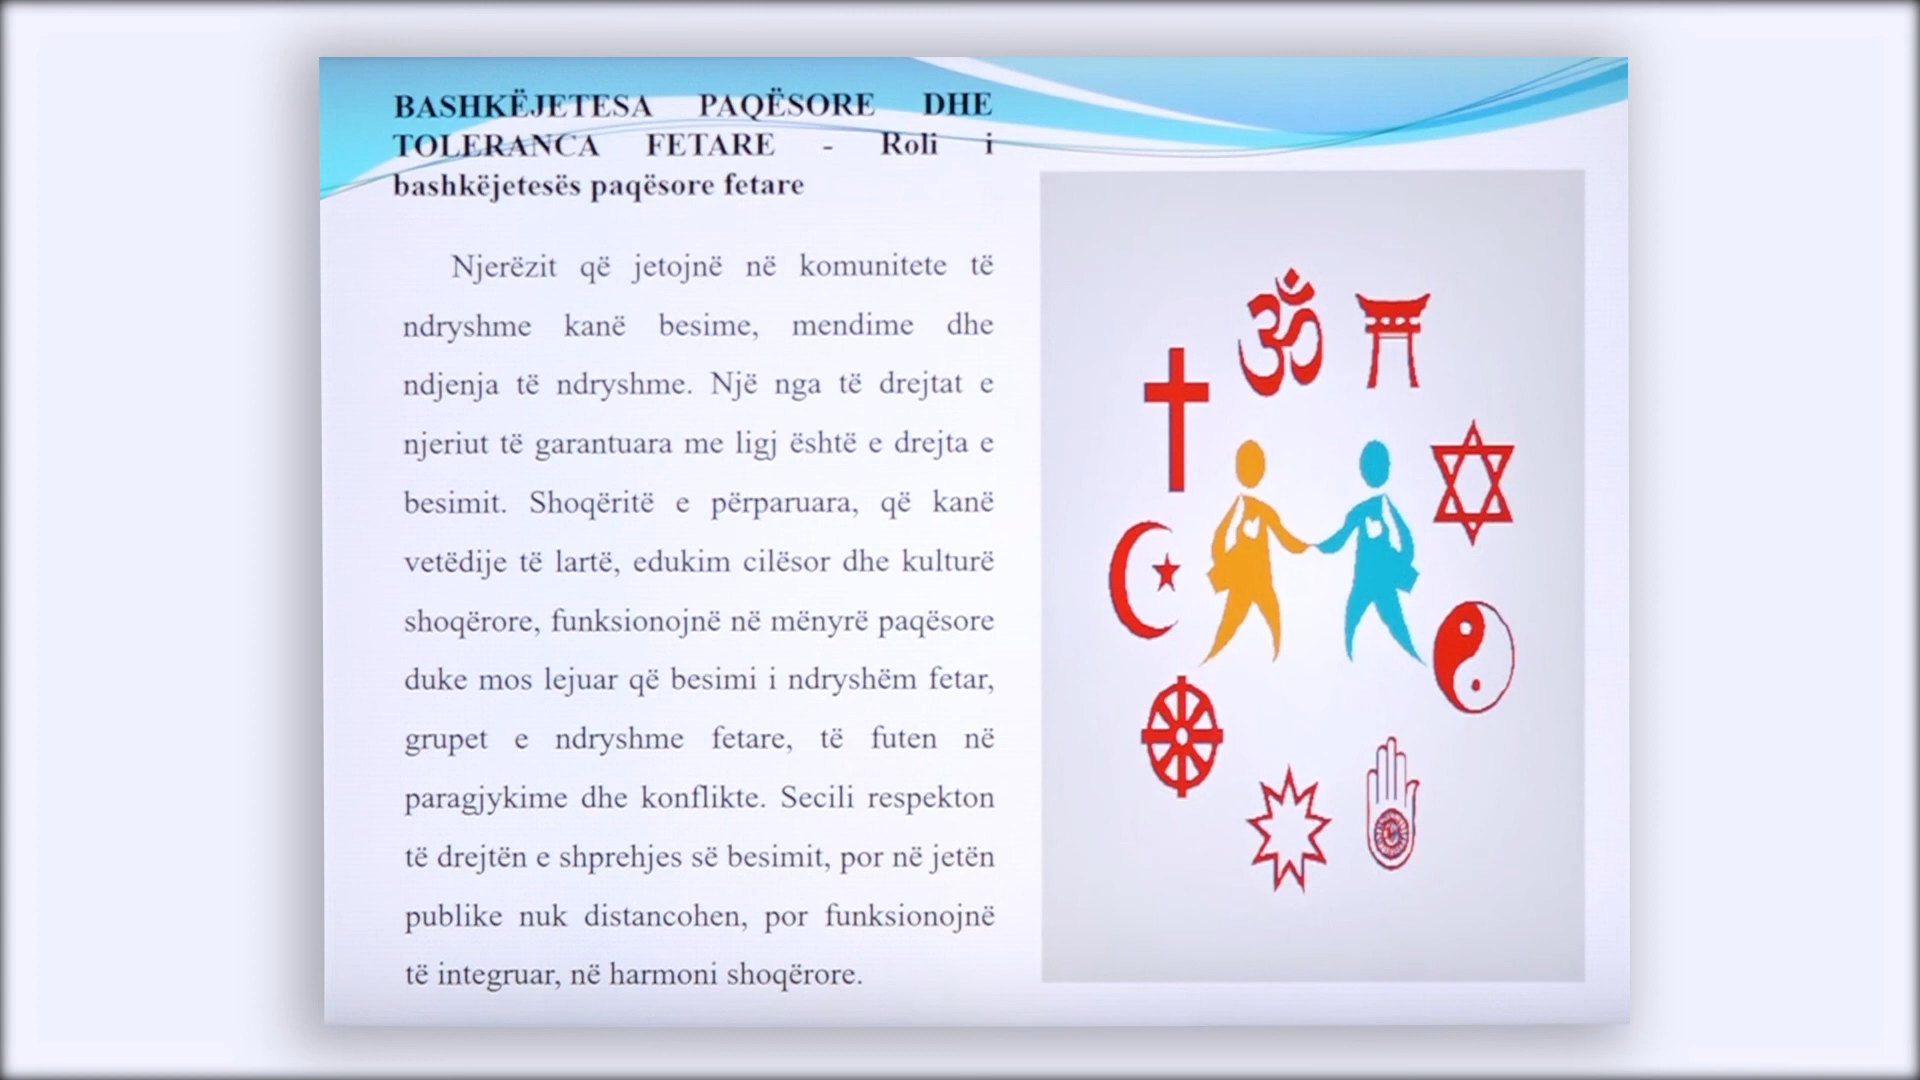 BASHKËJETESA PAQËSORE DHE
TOLERANCA FETARE - Roli i
bashkëjetesës paqësore fetare
Njerëzit që jetojnë në komunitete të
ndryshme kanë besime, mendime dhe
ndjenja të ndryshme. Një nga të drejtat e
njeriut të garantuara me ligj është e drejta e
besimit. Shoqëritë e përparuara, që kanë
vetëdije të lartë, edukim cilësor dhe kulturë
shoqërore, funksionojnë në mënyrë paqësore
duke mos lejuar që besimi i ndryshëm fetar,
grupet e ndryshme fetare, të futen në
paragjykime dhe konflikte. Secili respekton
të drejtën e shprehjes së besimit, por në jetën
publike nuk distancohen, por funksionojnë
të integruar, në harmoni shoqërore.